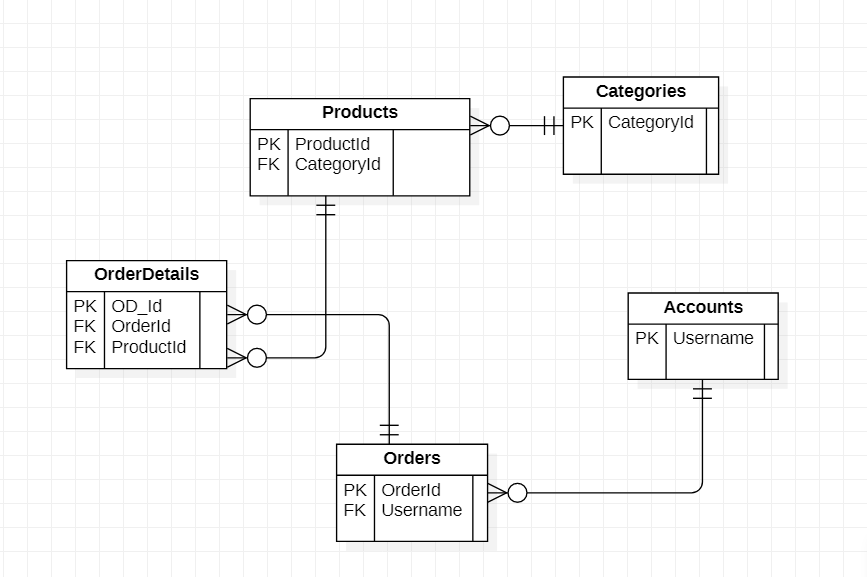 Categories
PK CategoryId
Products
PK ProductId
FK CategoryId
OrderDetails
PK OD_Id
FK OrderId
FK ProductId
Accounts
PK Username
Orders
PK OrderId
FK Username